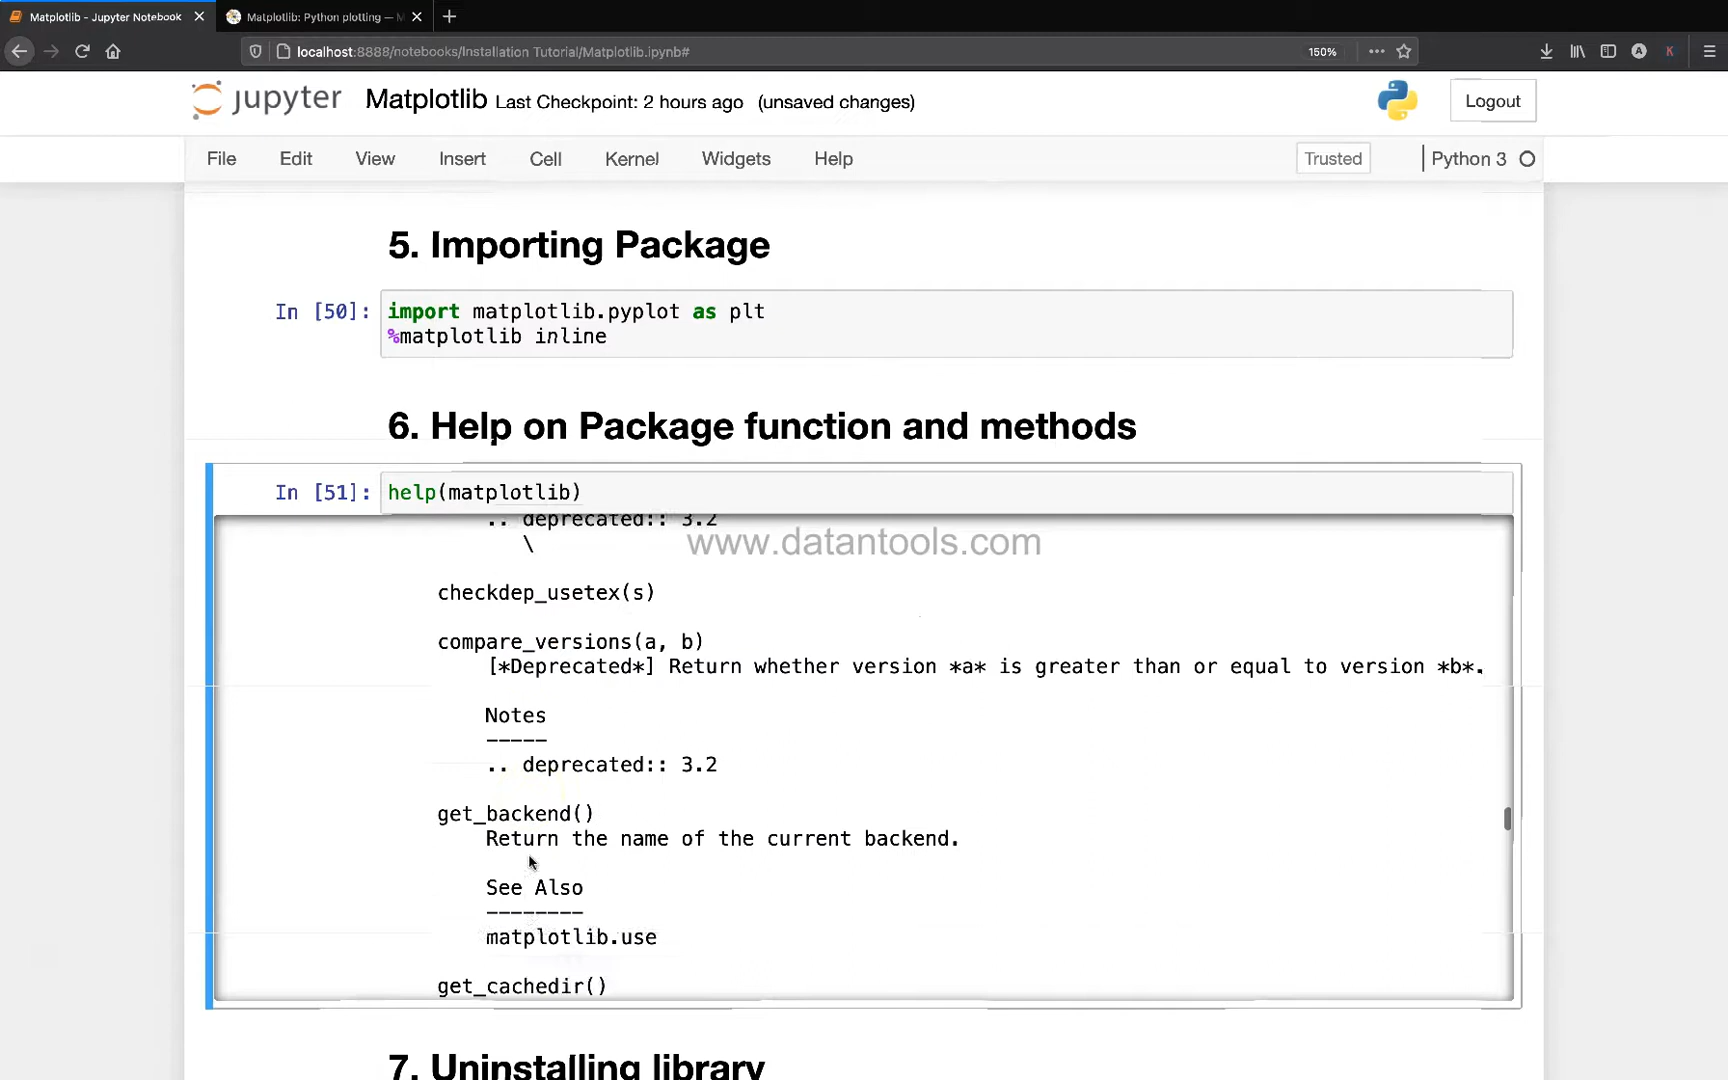 Matplotlib - Jupyter Notebook
Matplotlib: Python plotting — M
localhost:8888/notebooks/Installation Tutorial/Matplotlib.ipynb#
150%
A
K
jupyter
Matplotlib Last Checkpoint: 2 hours ago (unsaved changes)
Logout
File Edit View Insert Cell Kernel Widgets Help
Trusted
Python 3
5. Importing Package
In [50]: import matplotlib.pyplot as plt
%matplotlib inline
6. Help on Package function and methods
In [51]: help(matplotlib)
.. deprecated:: 3.2
\
www.datantools.com
checkdep_usetex(s)
compare_versions(a, b)
[*Deprecated*] Return whether version *a* is greater than or equal to version *b*.
Notes
-----
.. deprecated:: 3.2
get_backend()
Return the name of the current backend.
See Also
--------
matplotlib.use
get_cachedir()
7. Uninstalling library